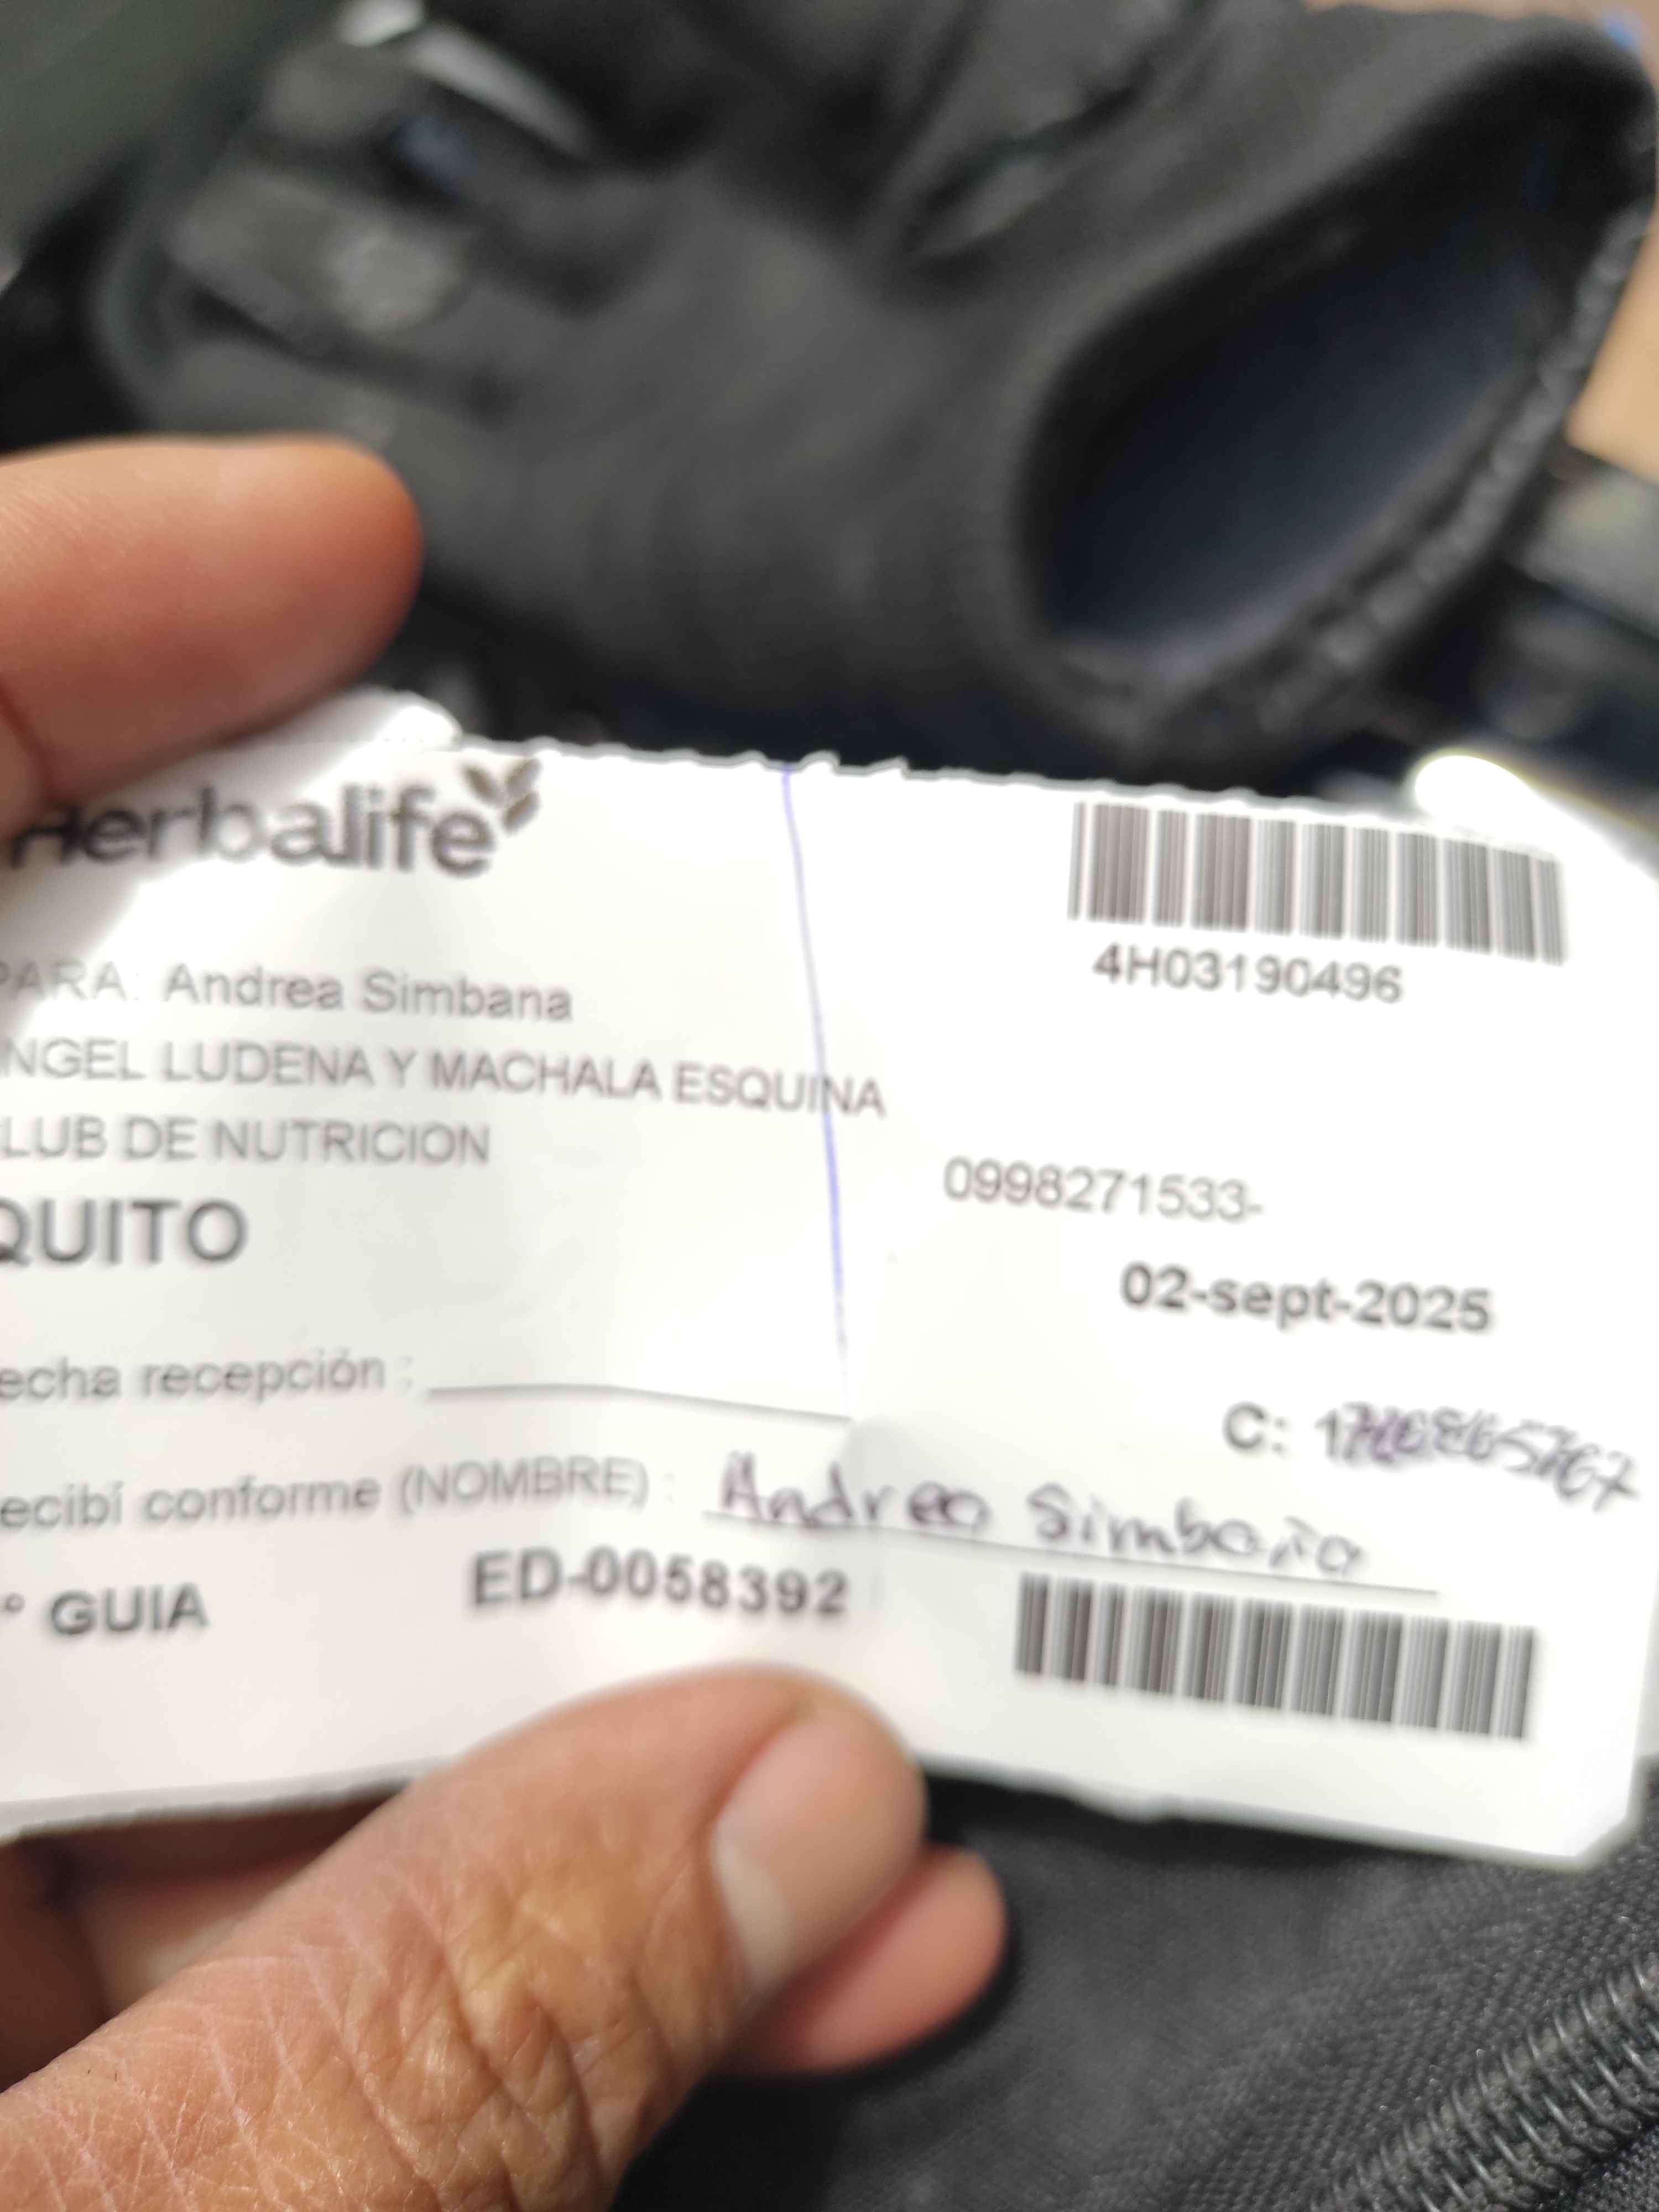 Herbalife
4H03190496
PARA: Andrea Simbana
NGEL LUDENA Y MACHALA ESQUINA
LUB DE NUTRICION
0998271533-
QUITO
02-sept-2025
echa recepción :
C:
ecibí conforme (NOMBRE) : Andrea Simbaña
° GUIA ED-0058392